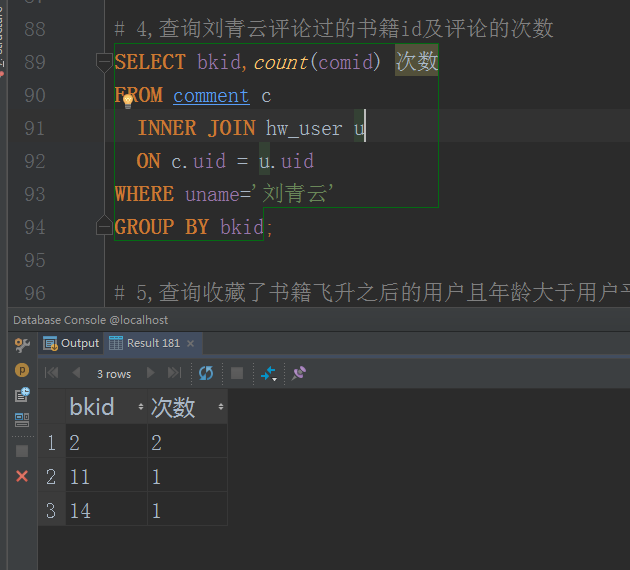 88 # 4,查询刘青云评论过的书籍id及评论的次数
89 SELECT bkid,count(comid) 次数
90 FROM comment c
91 INNER JOIN hw_user u
92 ON c.uid = u.uid
93 WHERE uname='刘青云'
94 GROUP BY bkid;
95
96 # 5,查询收藏了书籍飞升之后的用户且年龄大于用户
Database Console @localhost
Output Result 181
3 rows
bkid 次数
1 2 2
2 11 1
3 14 1